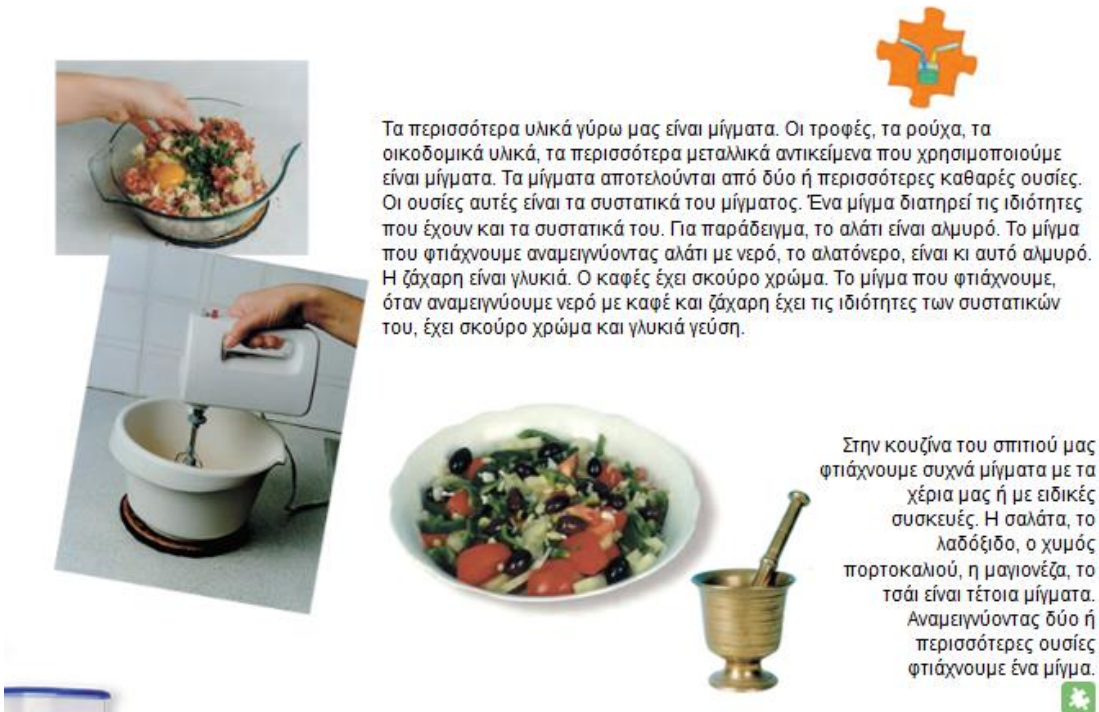 Τα περισσότερα υλικά γύρω μας είναι μίγματα. Οι τροφές, τα ρούχα, τα
οικοδομικά υλικά, τα περισσότερα μεταλλικά αντικείμενα που χρησιμοποιούμε
είναι μίγματα. Τα μίγματα αποτελούνται από δύο ή περισσότερες καθαρές ουσίες.
Οι ουσίες αυτές είναι τα συστατικά του μίγματος. Ένα μίγμα διατηρεί τις ιδιότητες
που έχουν και τα συστατικά του. Για παράδειγμα, το αλάτι είναι αλμυρό. Το μίγμα
που φτιάχνουμε αναμειγνύοντας αλάτι με νερό, το αλατόνερο, είναι κι αυτό αλμυρό.
Η ζάχαρη είναι γλυκιά. Ο καφές έχει σκούρο χρώμα. Το μίγμα που φτιάχνουμε,
όταν αναμειγνύουμε νερό με καφέ και ζάχαρη έχει τις ιδιότητες των συστατικών
του, έχει σκούρο χρώμα και γλυκιά γεύση.
Στην κουζίνα του σπιτιού μας
φτιάχνουμε συχνά μίγματα με τα
χέρια μας ή με ειδικές
συσκευές. Η σαλάτα, το
λαδόξιδο, ο χυμός
πορτοκαλιού, η μαγιονέζα, το
τσάι είναι τέτοια μίγματα.
Αναμειγνύοντας δύο ή
περισσότερες ουσίες
φτιάχνουμε ένα μίγμα.